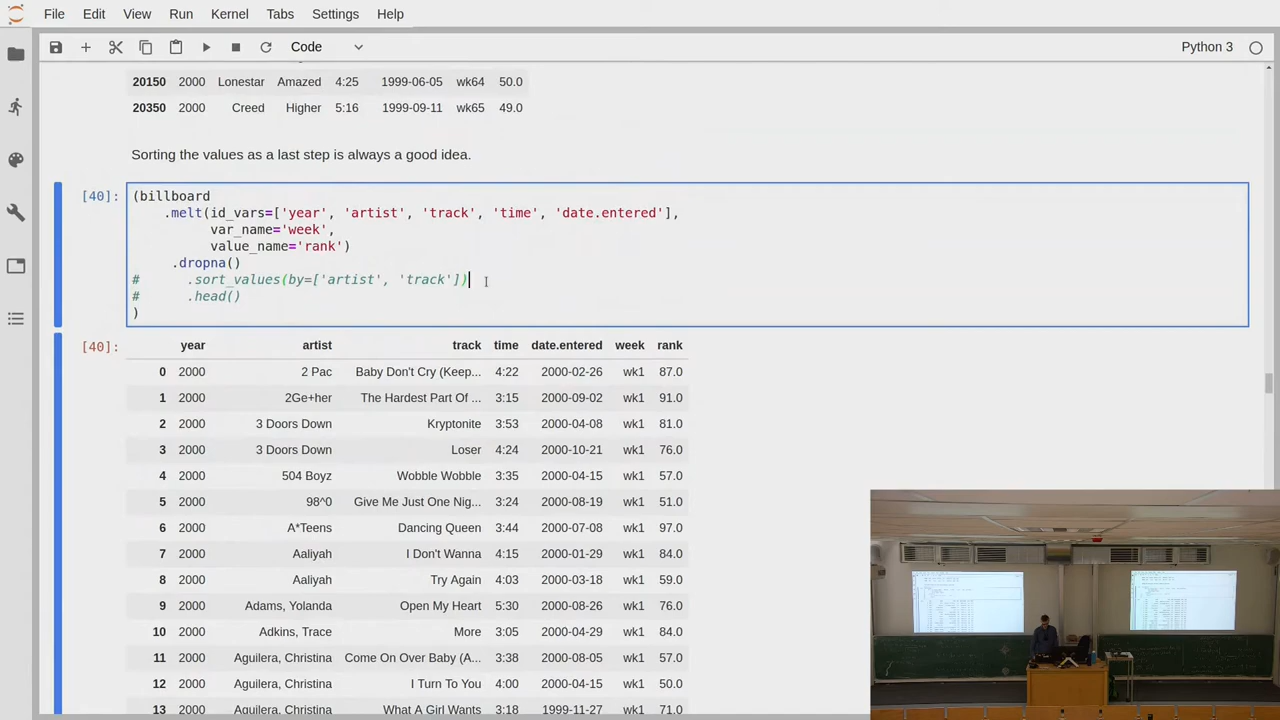 File Edit View Run Kernel Tabs Settings Help
Code Python 3
20150 2000 Lonestar Amazed 4:25 1999-06-05 wk64 50.0
20350 2000 Creed Higher 5:16 1999-09-11 wk65 49.0
Sorting the values as a last step is always a good idea.
[40]: (billboard
.melt(id_vars=['year', 'artist', 'track', 'time', 'date.entered'],
var_name='week',
value_name='rank')
.dropna()
# .sort_values(by=['artist', 'track'])
# .head()
)
[40]: year artist track time date.entered week rank
0 2000 2 Pac Baby Don't Cry (Keep... 4:22 2000-02-26 wk1 87.0
1 2000 2Ge+her The Hardest Part Of ... 3:15 2000-09-02 wk1 91.0
2 2000 3 Doors Down Kryptonite 3:53 2000-04-08 wk1 81.0
3 2000 3 Doors Down Loser 4:24 2000-10-21 wk1 76.0
4 2000 504 Boyz Wobble Wobble 3:35 2000-04-15 wk1 57.0
5 2000 98^0 Give Me Just One Nig... 3:24 2000-08-19 wk1 51.0
6 2000 A*Teens Dancing Queen 3:44 2000-07-08 wk1 97.0
7 2000 Aaliyah I Don't Wanna 4:15 2000-01-29 wk1 84.0
8 2000 Aaliyah Try Again 4:03 2000-03-18 wk1 59.0
9 2000 Adams, Yolanda Open My Heart 5:30 2000-08-26 wk1 76.0
10 2000 Adkins, Trace More 3:05 2000-04-29 wk1 84.0
11 2000 Aguilera, Christina Come On Over Baby (A... 3:38 2000-08-05 wk1 57.0
12 2000 Aguilera, Christina I Turn To You 4:00 2000-04-15 wk1 50.0
13 2000 Aguilera, Christina What A Girl Wants 3:18 1999-11-27 wk1 71.0